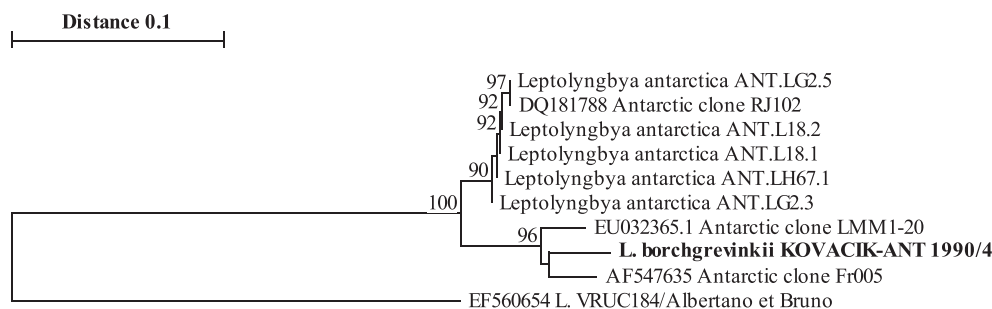 Distance 0.1
97 Leptolyngbya antarctica ANT.LG2.5
92 DQ181788 Antarctic clone RJ102
92 Leptolyngbya antarctica ANT.L18.2
Leptolyngbya antarctica ANT.L18.1
90 Leptolyngbya antarctica ANT.LH67.1
100 Leptolyngbya antarctica ANT.LG2.3
EU032365.1 Antarctic clone LMM1-20
96 L. borchgrevinkii KOVACIK-ANT 1990/4
AF547635 Antarctic clone Fr005
EF560654 L. VRUC184/Albertano et Bruno